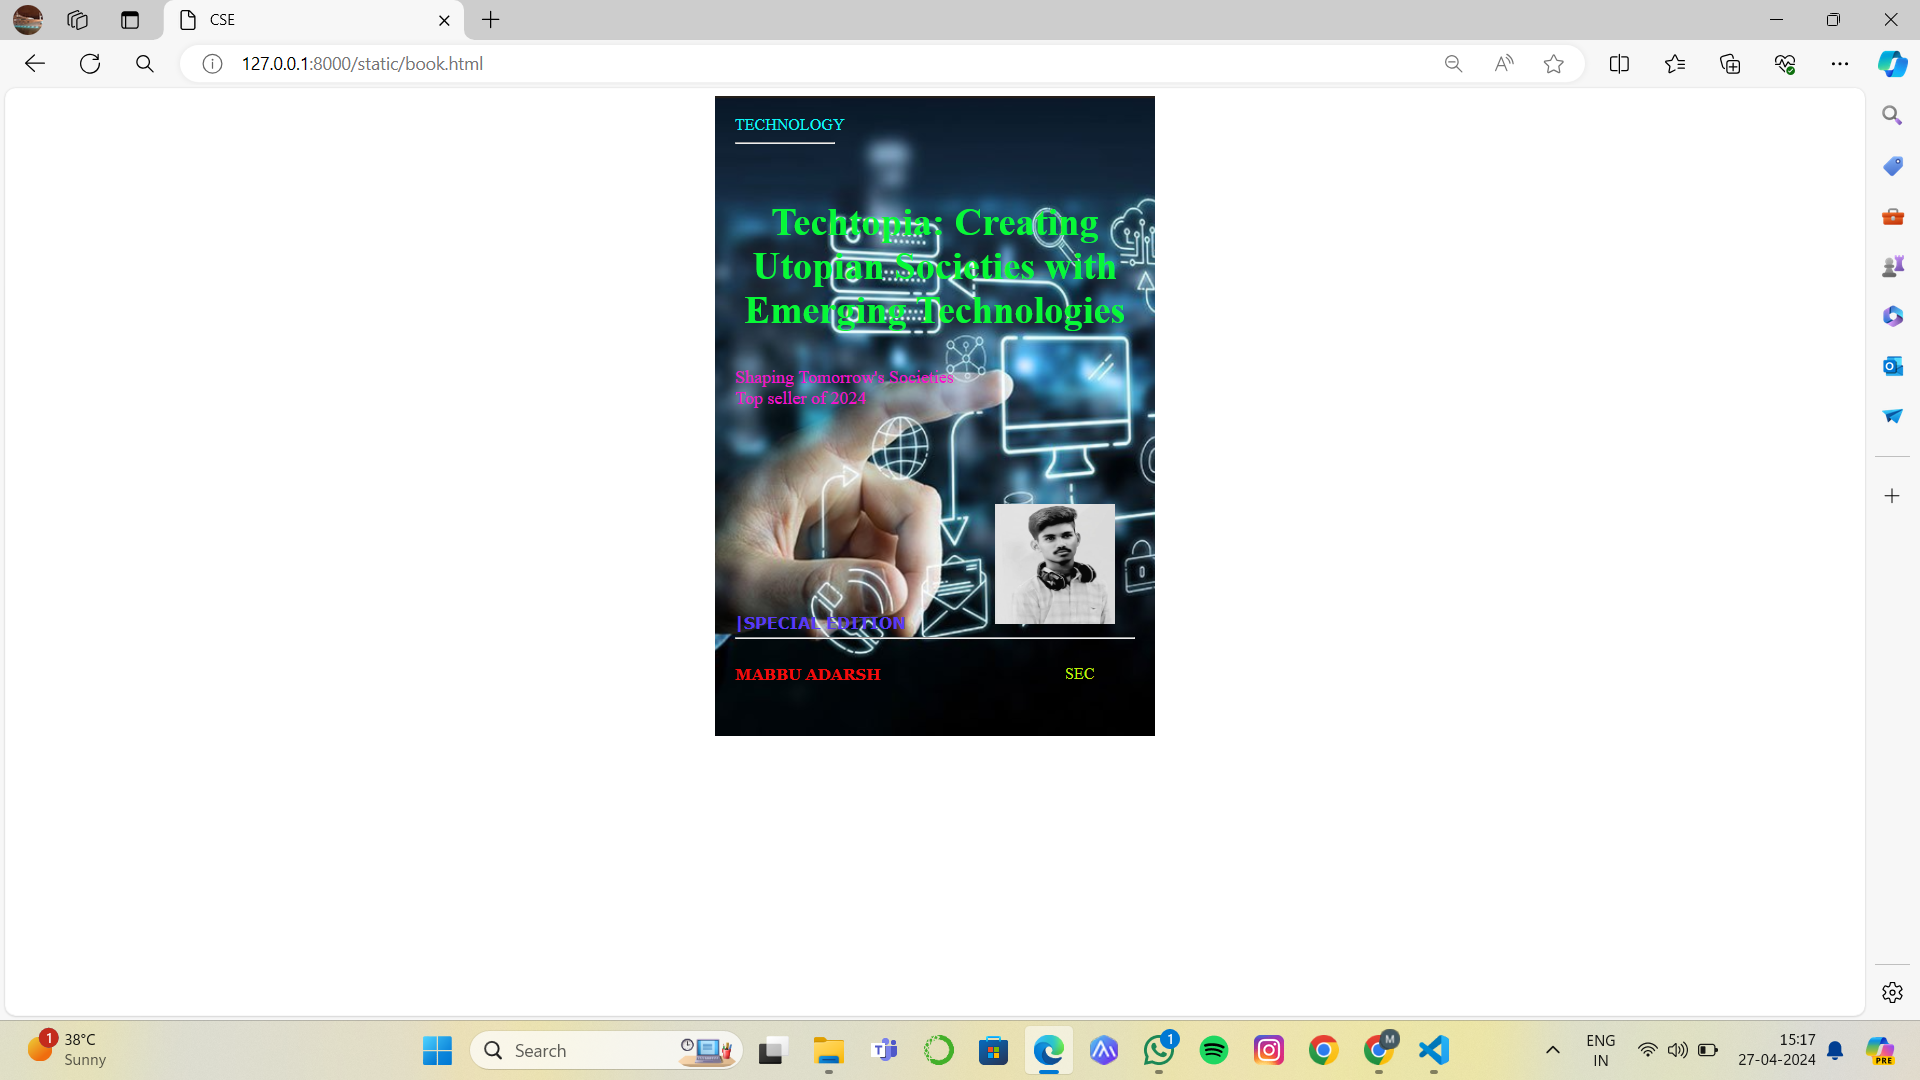 CSE
127.0.0.1:8000/static/book.html
TECHNOLOGY
Techtopia: Creating
Utopian Societies with
Emerging Technologies
Shaping Tomorrow's Societies
Top seller of 2024
|SPECIAL EDITION
MABBU ADARSH
SEC
1
38°C
Sunny
Search
1
M
ENG
IN
15:17
27-04-2024
PRE